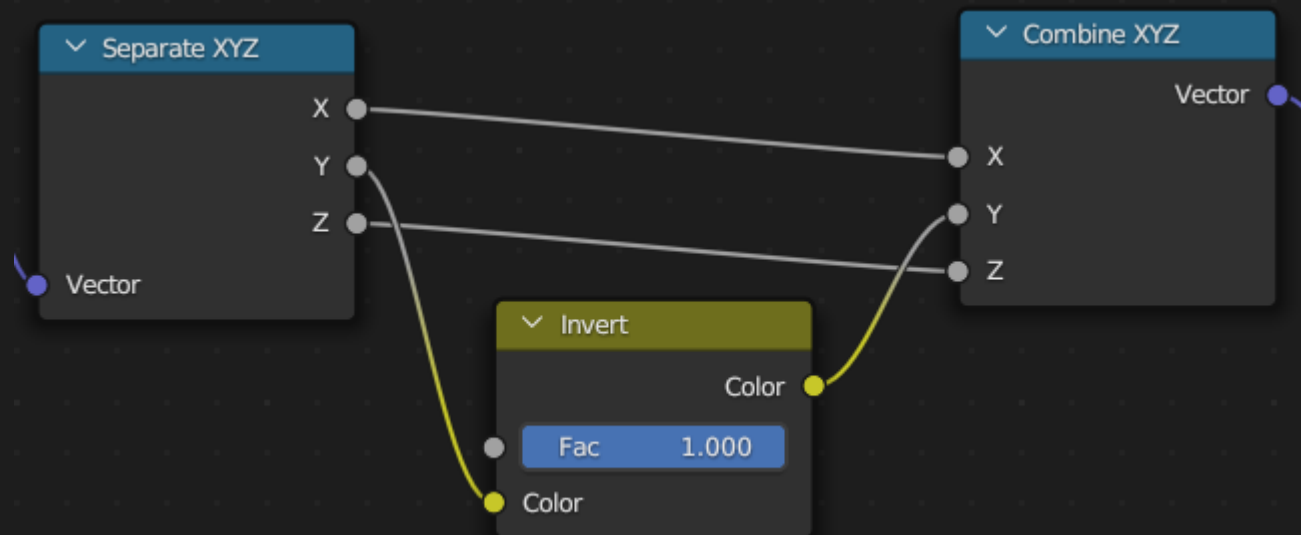 Separate XYZ
X
Y
Z
Vector
Invert
Color
Fac 1.000
Color
Combine XYZ
Vector
X
Y
Z